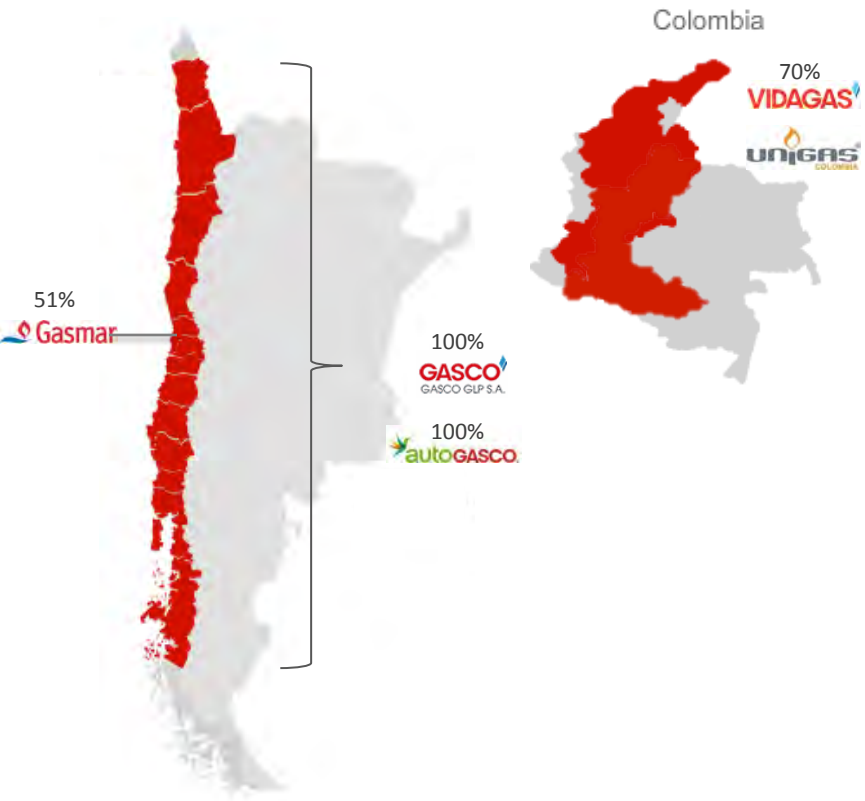 Colombia
70%
VIDAGAS
UNIGAS
COLOMBIA
51%
Gasmar
100%
GASCO
GASCO GLP S.A.
100%
autoGASCO